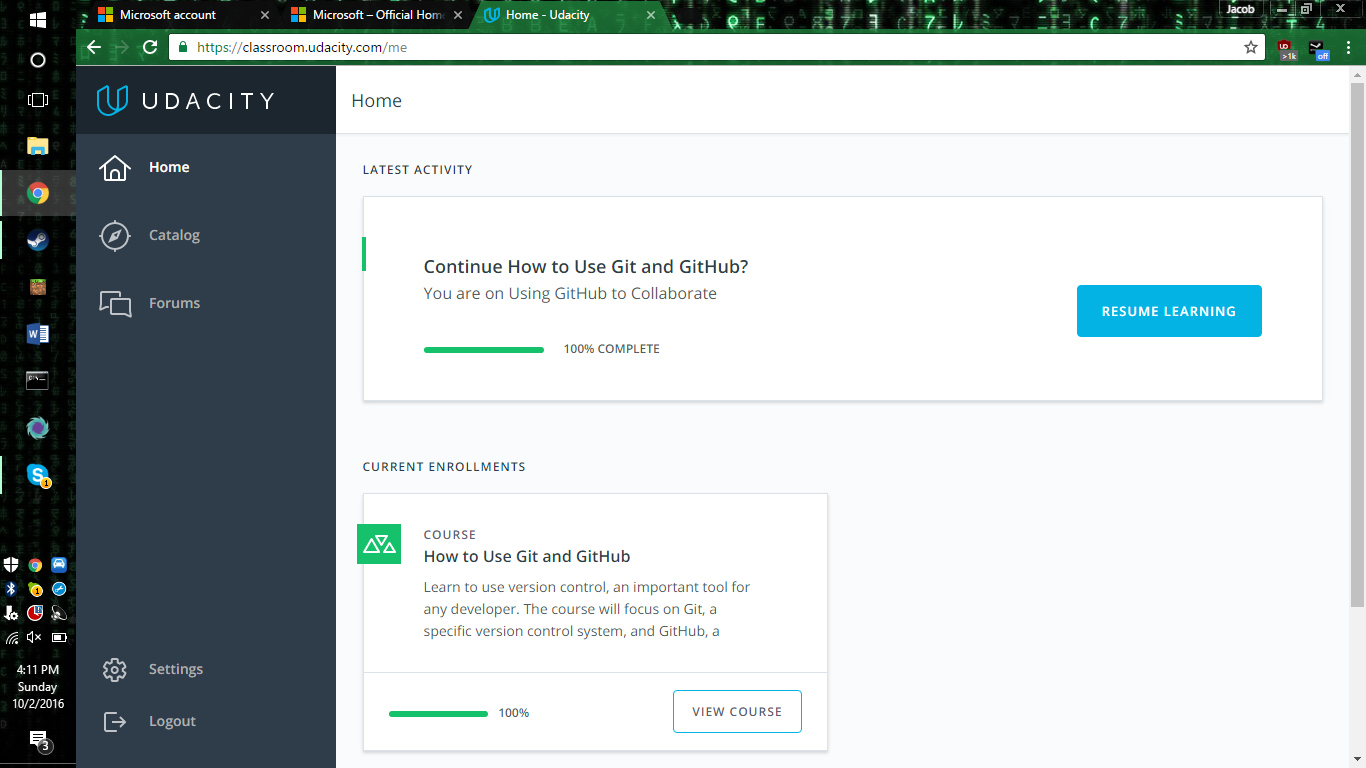 Microsoft account
Microsoft – Official Hom
Home - Udacity
Jacob
https://classroom.udacity.com/me
>1k
off
UDACITY
Home
Home
Catalog
Forums
Settings
Logout
LATEST ACTIVITY
Continue How to Use Git and GitHub?
You are on Using GitHub to Collaborate
100% COMPLETE
RESUME LEARNING
CURRENT ENROLLMENTS
COURSE
How to Use Git and GitHub
Learn to use version control, an important tool for
any developer. The course will focus on Git, a
specific version control system, and GitHub, a
100%
VIEW COURSE
4:11 PM
Sunday
10/2/2016
3